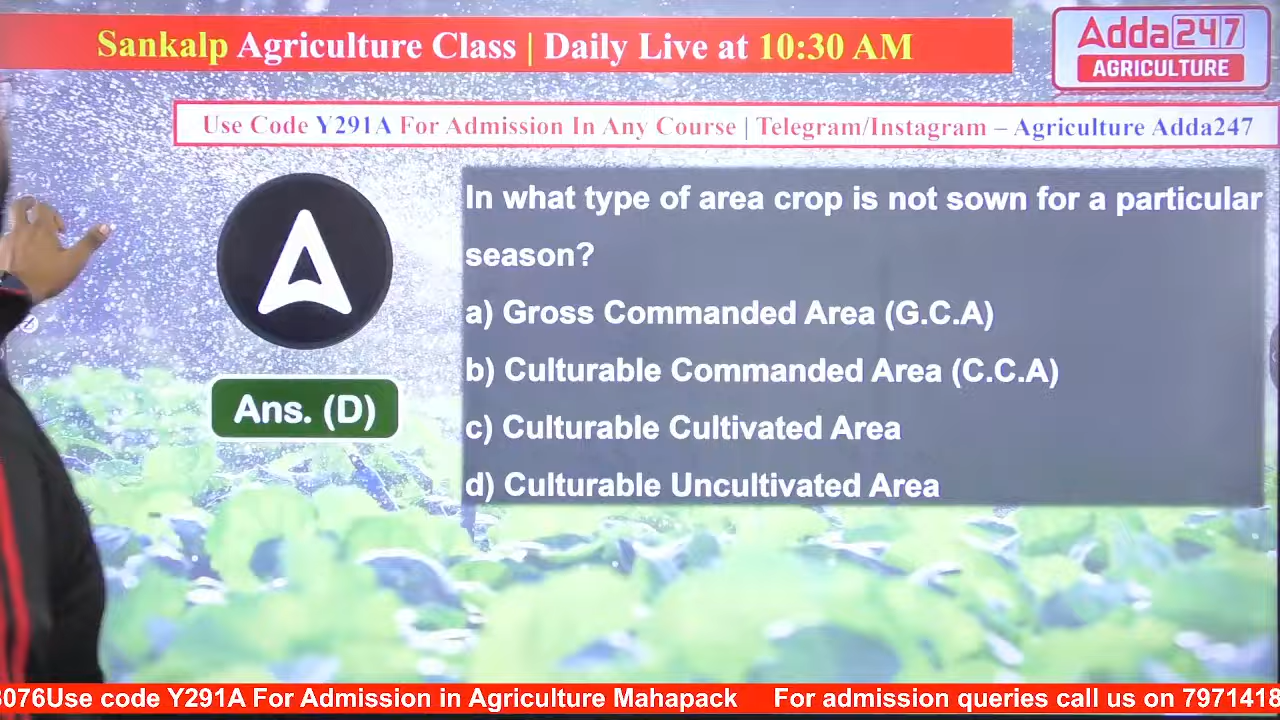 Sankalp Agriculture Class | Daily Live at 10:30 AM
Adda247
AGRICULTURE
Use Code Y291A For Admission In Any Course | Telegram/Instagram – Agriculture Adda247
In what type of area crop is not sown for a particular
season?
a) Gross Commanded Area (G.C.A)
b) Culturable Commanded Area (C.C.A)
c) Culturable Cultivated Area
d) Culturable Uncultivated Area
Ans. (D)
3076Use code Y291A For Admission in Agriculture Mahapack For admission queries call us on 7971418